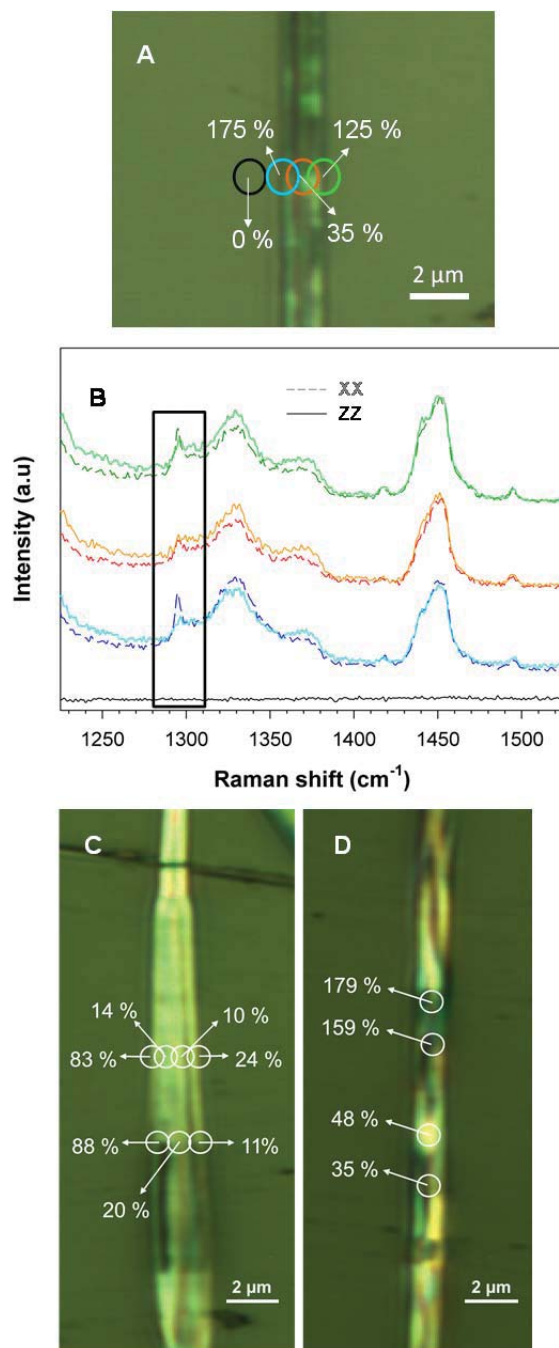 A
175 %
125 %
0 %
35 %
2 µm
B
XX
ZZ
Intensity (a.u)
1250 1300 1350 1400 1450 1500
Raman shift (cm⁻¹)
C
14 %
10 %
83 %
24 %
88 %
11%
20 %
2 µm
D
179 %
159 %
48 %
35 %
2 µm